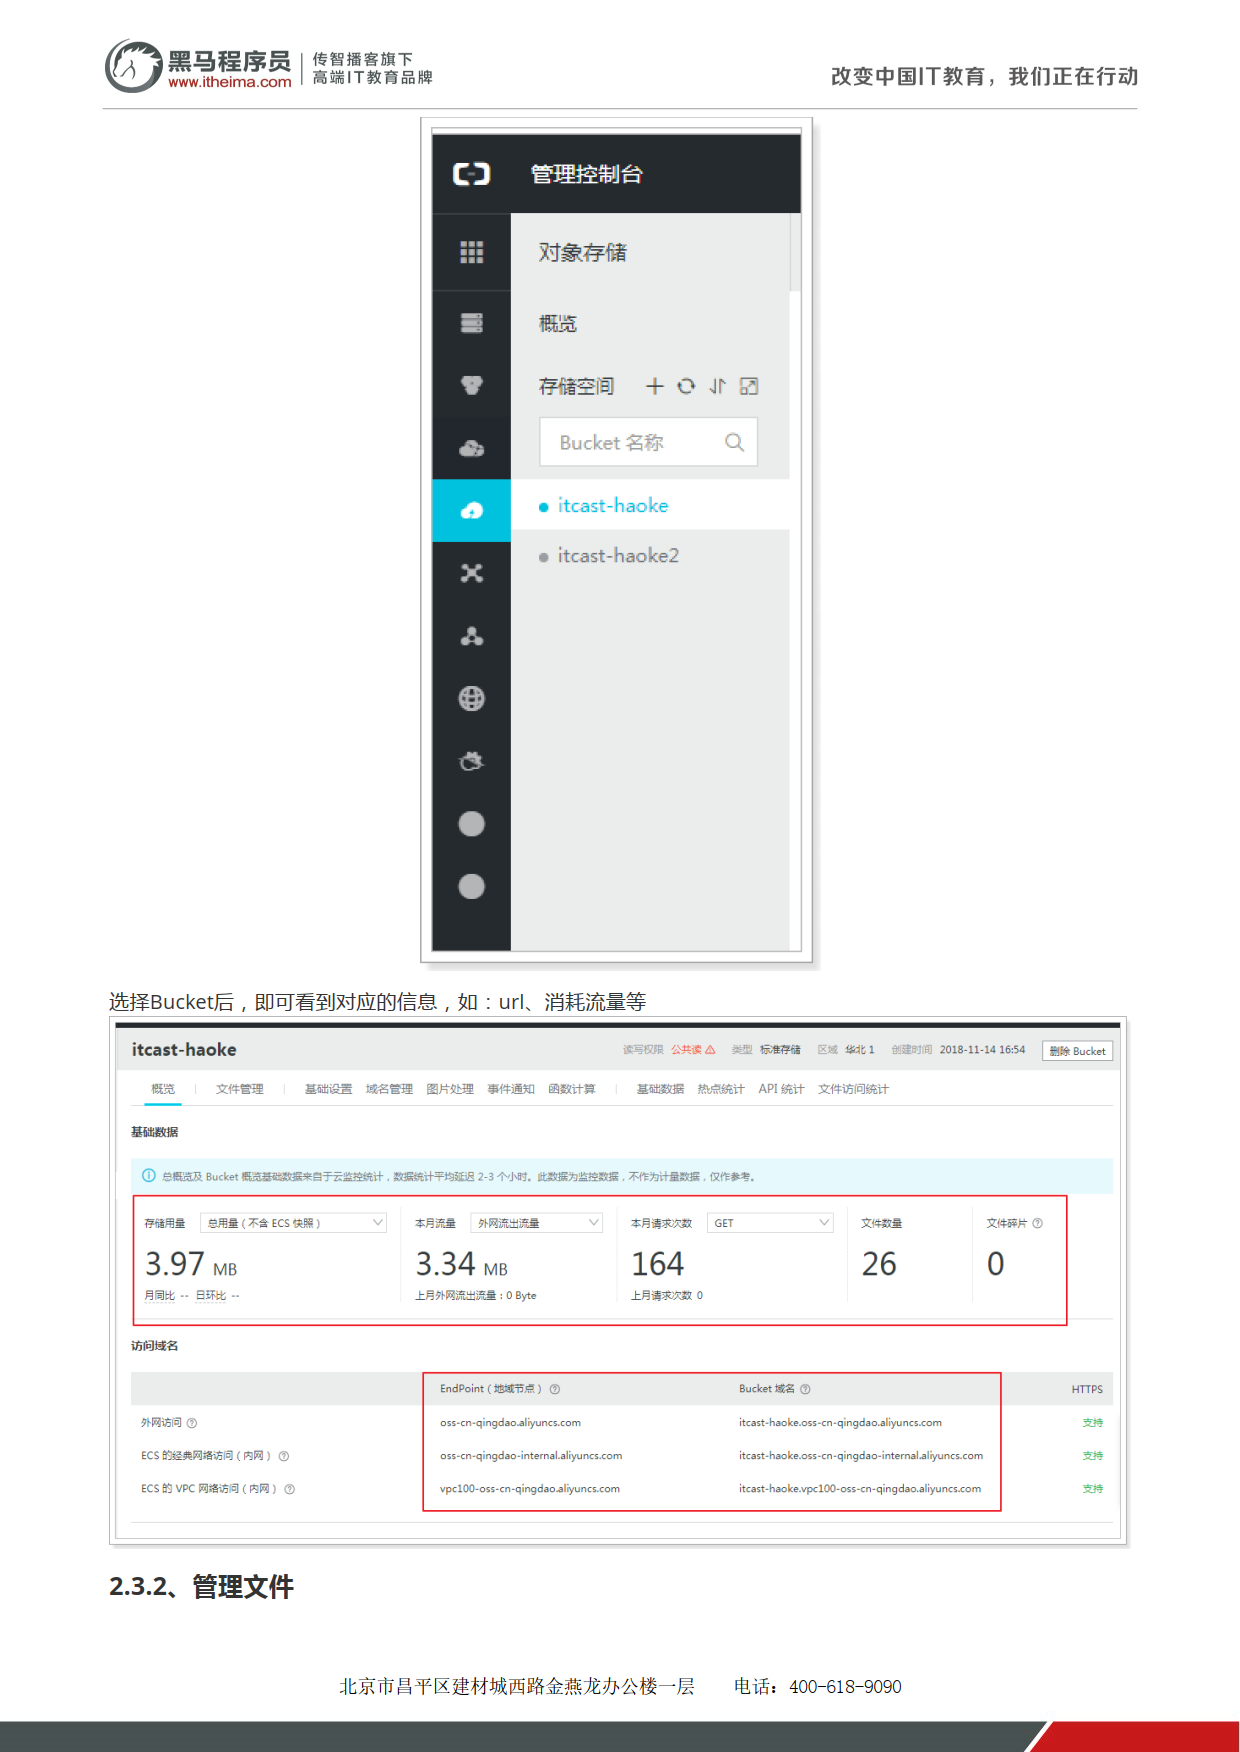 黑马程序员
www.itheima.com
传智播客旗下
高端IT教育品牌
改变中国IT教育，我们正在行动
管理控制台
对象存储
概览
存储空间
Bucket 名称
itcast-haoke
itcast-haoke2
选择Bucket后，即可看到对应的信息，如：url、消耗流量等
itcast-haoke 读写权限 公共读 类型 标准存储 区域 华北 1 创建时间 2018-11-14 16:54 删除 Bucket
概览 文件管理 基础设置 域名管理 图片处理 事件通知 函数计算 基础数据 热点统计 API 统计 文件访问统计
基础数据
总概览及 Bucket 概览基础数据来自于云监控统计，数据统计平均延迟 2-3 个小时。此数据为监控数据，不作为计量数据，仅作参考。
存储用量 总用量（不含 ECS 快照） 本月流量 外网流出流量 本月请求次数 GET 文件数量 文件碎片
3.97 MB 3.34 MB 164 26 0
月同比 -- 日环比 -- 上月外网流出流量：0 Byte 上月请求次数 0
访问域名
EndPoint（地域节点） Bucket 域名 HTTPS
外网访问 oss-cn-qingdao.aliyuncs.com itcast-haoke.oss-cn-qingdao.aliyuncs.com 支持
ECS 的经典网络访问（内网） oss-cn-qingdao-internal.aliyuncs.com itcast-haoke.oss-cn-qingdao-internal.aliyuncs.com 支持
ECS 的 VPC 网络访问（内网） vpc100-oss-cn-qingdao.aliyuncs.com itcast-haoke.vpc100-oss-cn-qingdao.aliyuncs.com 支持
2.3.2、管理文件
北京市昌平区建材城西路金燕龙办公楼一层 电话：400-618-9090